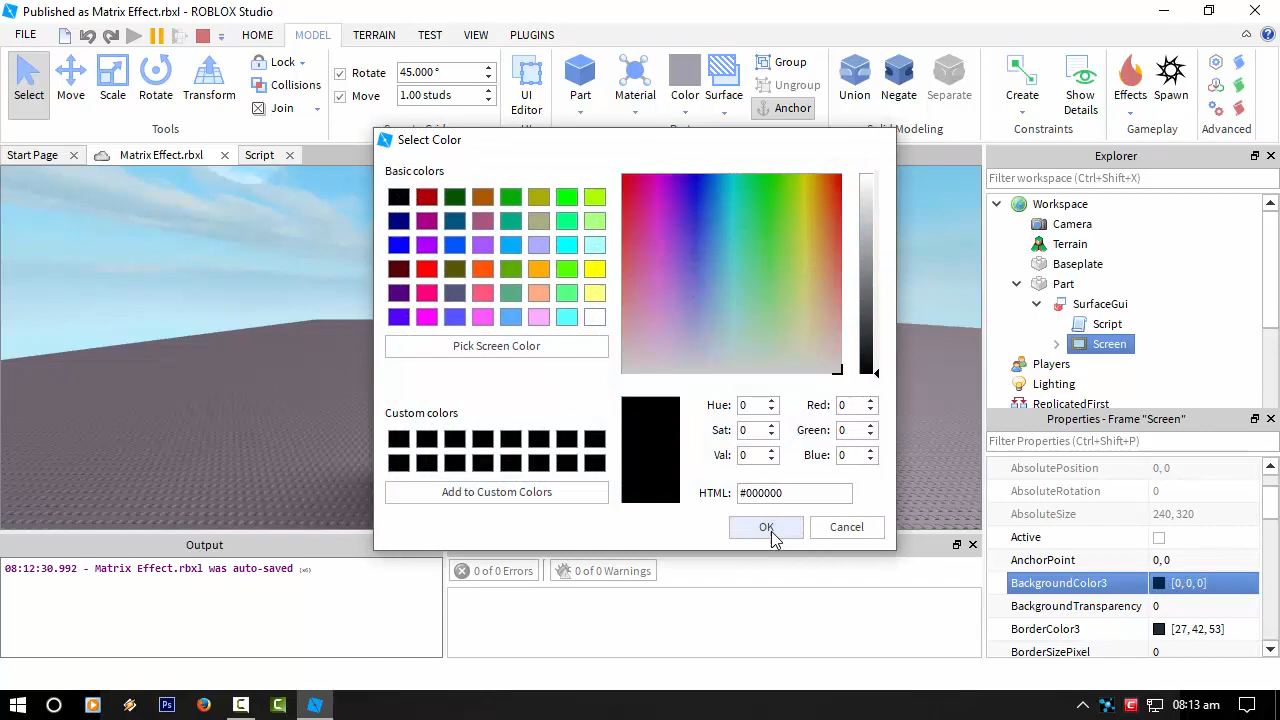 Published as Matrix Effect.rbxl - ROBLOX Studio
FILE HOME MODEL TERRAIN TEST VIEW PLUGINS
Select
Move
Scale
Rotate
Transform
Tools
Lock
Collisions
Join
Rotate 45.000 °
Move 1.00 studs
UI Editor
Part
Material
Color
Surface
Group
Ungroup
Anchor
Union
Negate
Separate
Solid Modeling
Create
Show Details
Constraints
Effects
Spawn
Gameplay
Advanced
Start Page
Matrix Effect.rbxl
Script
Select Color
Basic colors
Pick Screen Color
Custom colors
Add to Custom Colors
Hue: 0 Red: 0
Sat: 0 Green: 0
Val: 0 Blue: 0
HTML: #000000
OK Cancel
Explorer
Filter workspace (Ctrl+Shift+X)
Workspace
Camera
Terrain
Baseplate
Part
SurfaceGui
Script
Screen
Players
Lighting
ReplicatedFirst
Properties - Frame "Screen"
Filter Properties (Ctrl+Shift+P)
AbsolutePosition 0, 0
AbsoluteRotation 0
AbsoluteSize 240, 320
Active
AnchorPoint 0, 0
BackgroundColor3 [0, 0, 0]
BackgroundTransparency 0
BorderColor3 [27, 42, 53]
BorderSizePixel 0
Output
08:12:30.992 - Matrix Effect.rbxl was auto-saved
0 of 0 Errors
0 of 0 Warnings
Ps
08:13 am